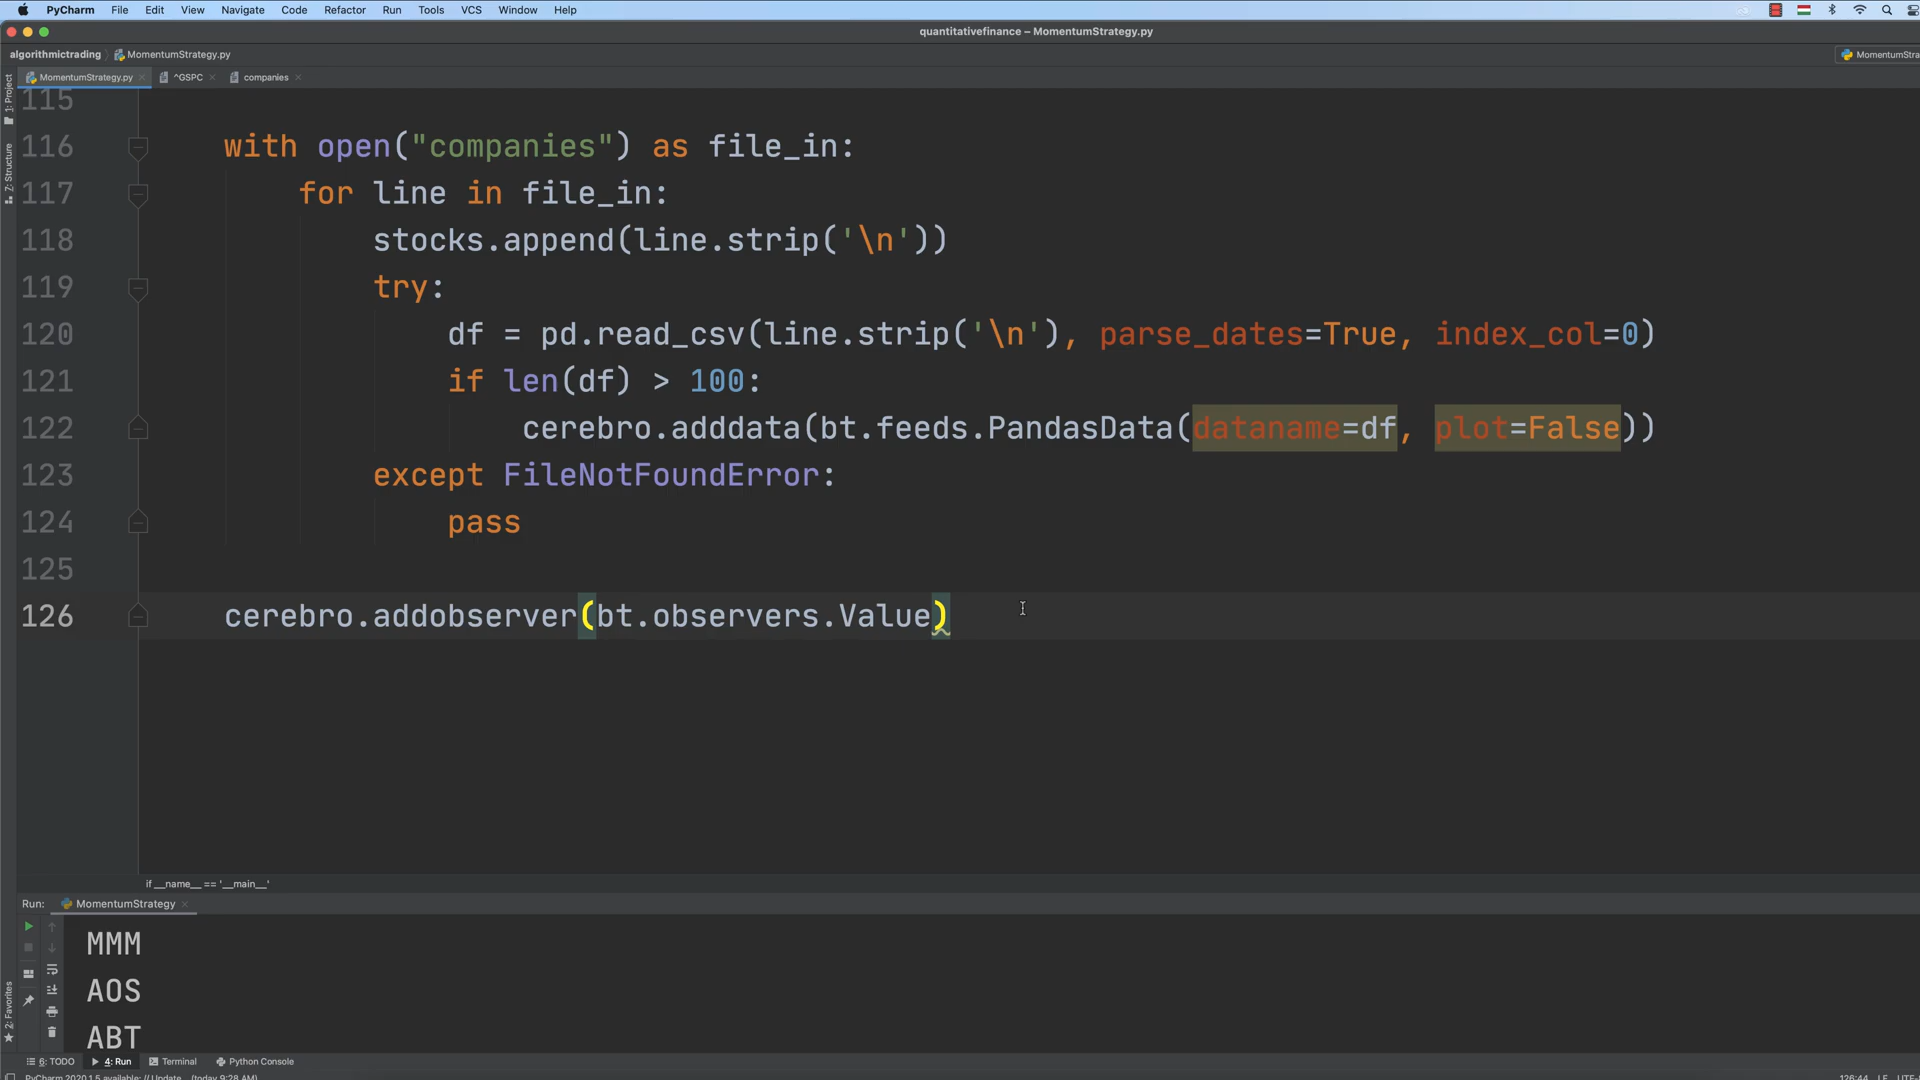 PyCharm File Edit View Navigate Code Refactor Run Tools VCS Window Help
quantitativefinance – MomentumStrategy.py
algorithmictrading MomentumStrategy.py MomentumStra
MomentumStrategy.py ^GSPC companies
1: Project
Z: Structure
115
116 with open("companies") as file_in:
117 for line in file_in:
118 stocks.append(line.strip('\n'))
119 try:
120 df = pd.read_csv(line.strip('\n'), parse_dates=True, index_col=0)
121 if len(df) > 100:
122 cerebro.adddata(bt.feeds.PandasData(dataname=df, plot=False))
123 except FileNotFoundError:
124 pass
125
126 cerebro.addobserver(bt.observers.Value)
if __name__ == '__main__'
Run: MomentumStrategy
MMM
AOS
ABT
2: Favorites
6: TODO 4: Run Terminal Python Console
PyCharm 2020.1.5 available: // Update... (today 9:28 AM) 126:44 LF UTF-